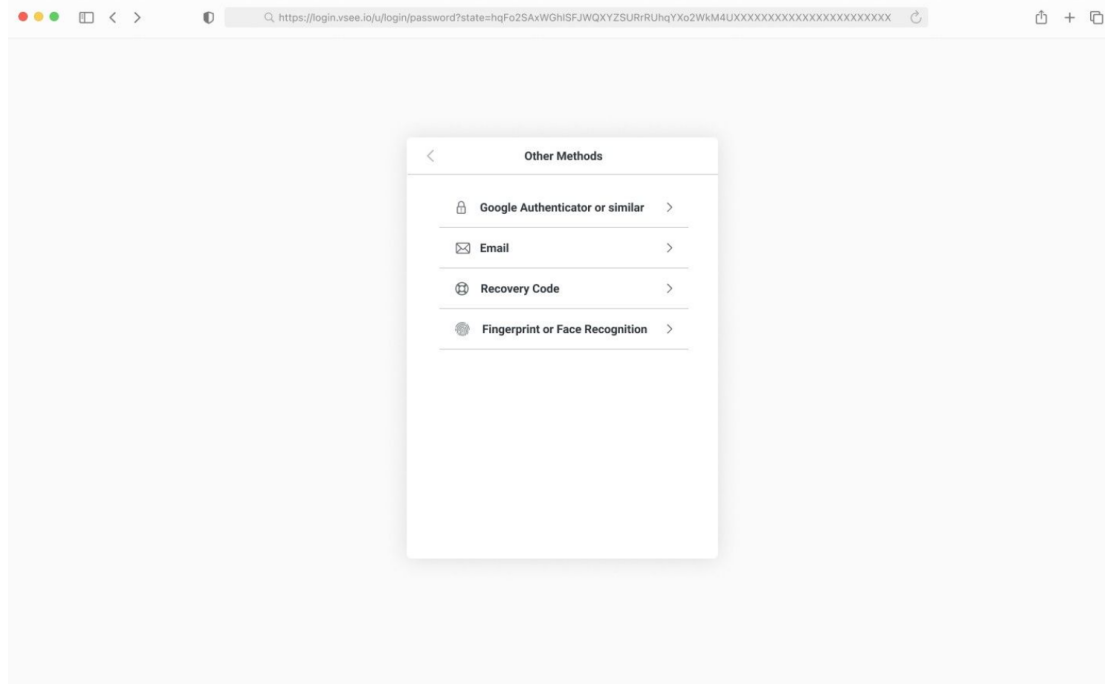 https://login.vsee.io/u/login/password?state=hqFo2SAxWGhlSFJWQXYZSURrRUhqYXo2WkM4UXXXXXXXXXXXXXXXXXXXXXXX
Other Methods
Google Authenticator or similar
Email
Recovery Code
Fingerprint or Face Recognition